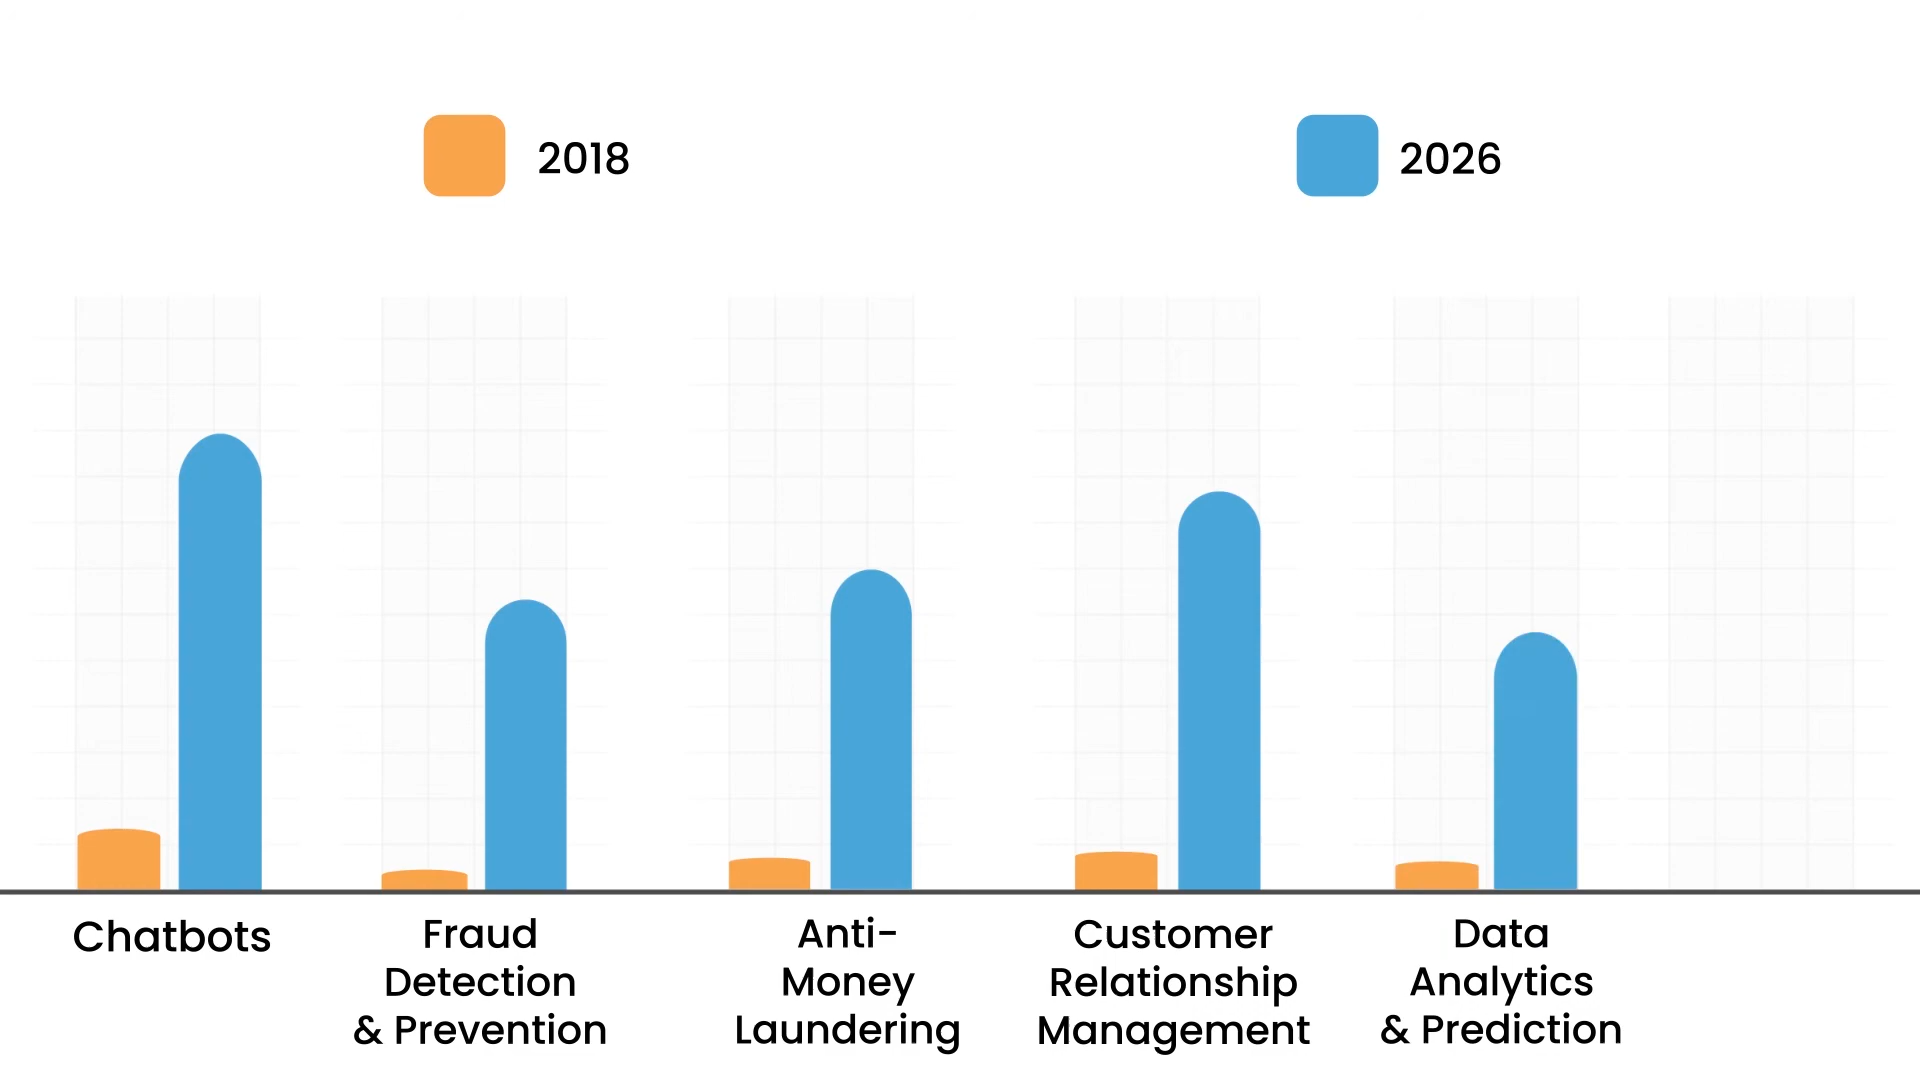 2018
2026
Chatbots
Fraud
Detection
& Prevention
Anti-
Money
Laundering
Customer
Relationship
Management
Data
Analytics
& Prediction